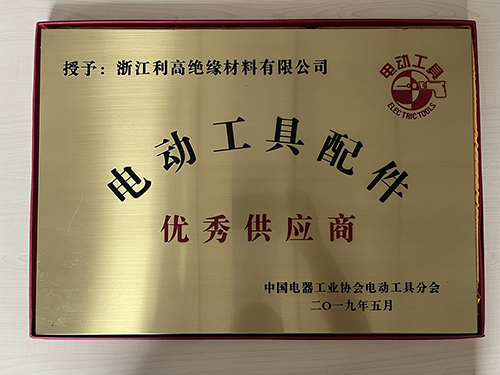 授予：浙江利高绝缘材料有限公司
电动工具
ELECTRIC TOOLS
电动工具配件
优秀供应商
中国电器工业协会电动工具分会
二〇一九年五月